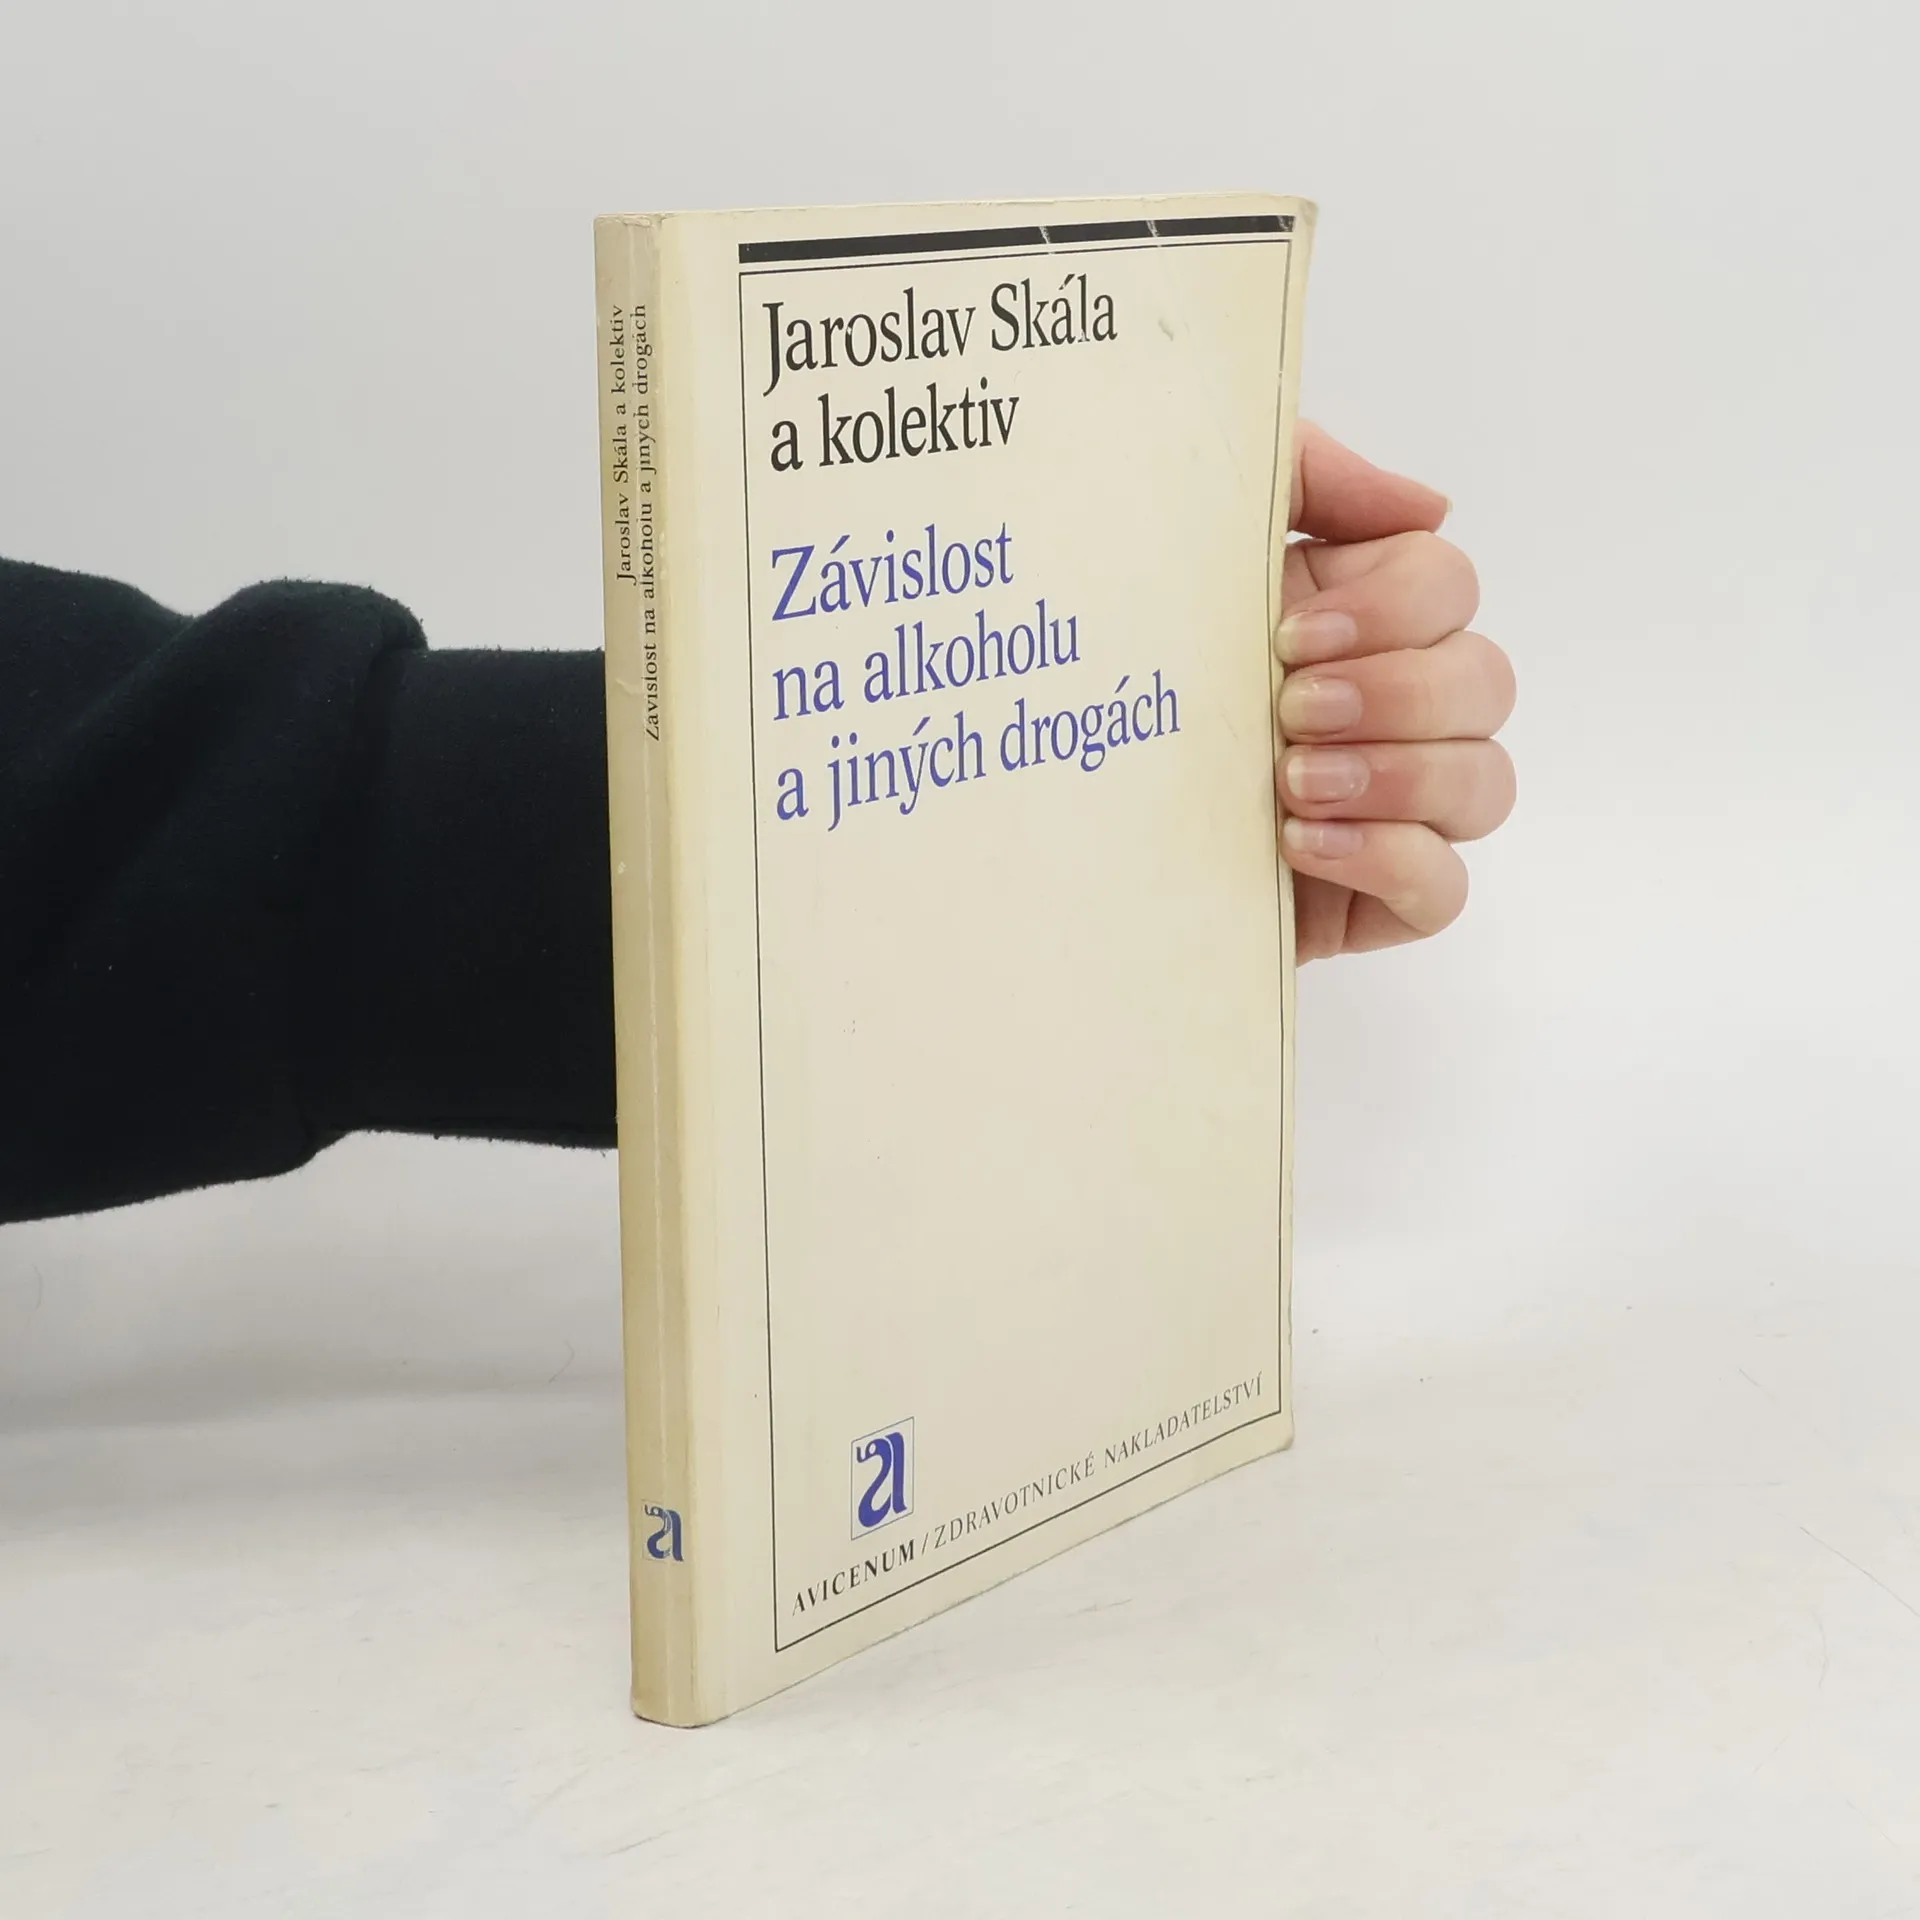 Jaroslav Skála a kolektiv
Závislost na alkoholu a jiných drogách
Jaroslav Skála
a kolektiv
Závislost
na alkoholu
a jiných drogách
a
a
AVICENUM / ZDRAVOTNICKÉ NAKLADATELSTVÍ